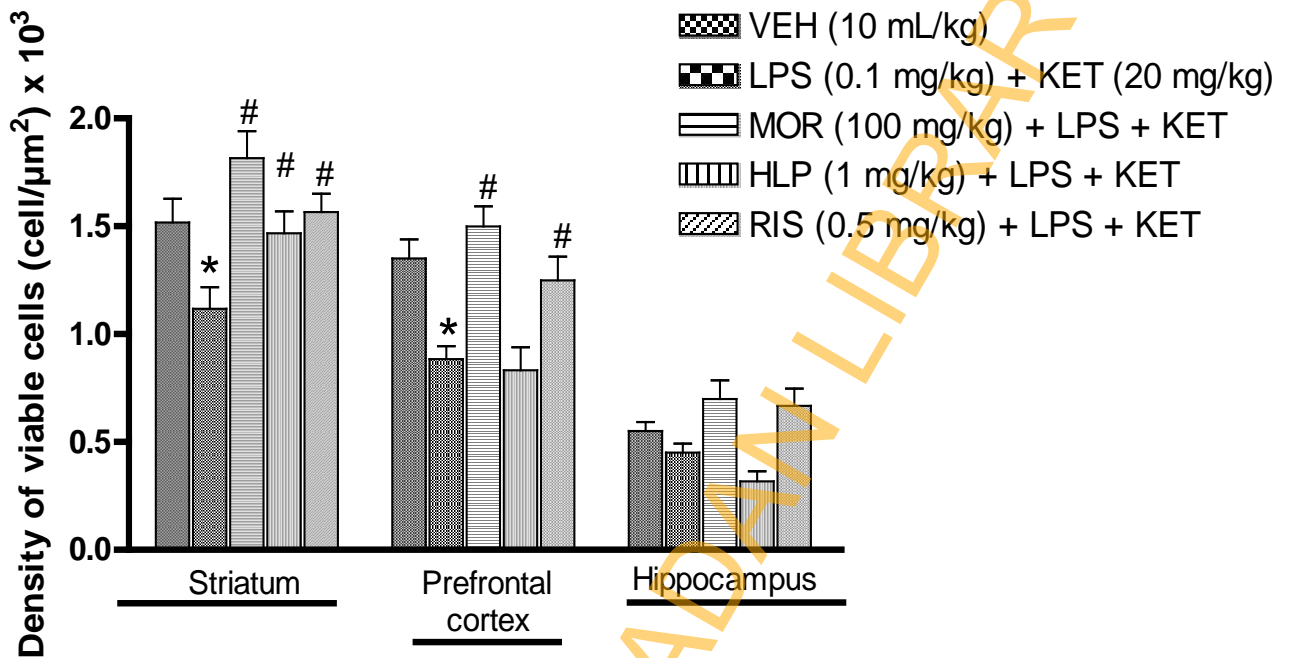 Density of viable cells (cell/µm²) x 10³
VEH (10 mL/kg)
LPS (0.1 mg/kg) + KET (20 mg/kg)
MOR (100 mg/kg) + LPS + KET
HLP (1 mg/kg) + LPS + KET
RIS (0.5 mg/kg) + LPS + KET
2.0
1.5
1.0
0.5
0.0
* # # #
* # #
Striatum
Prefrontal
cortex
Hippocampus
ADAN LIBRAR